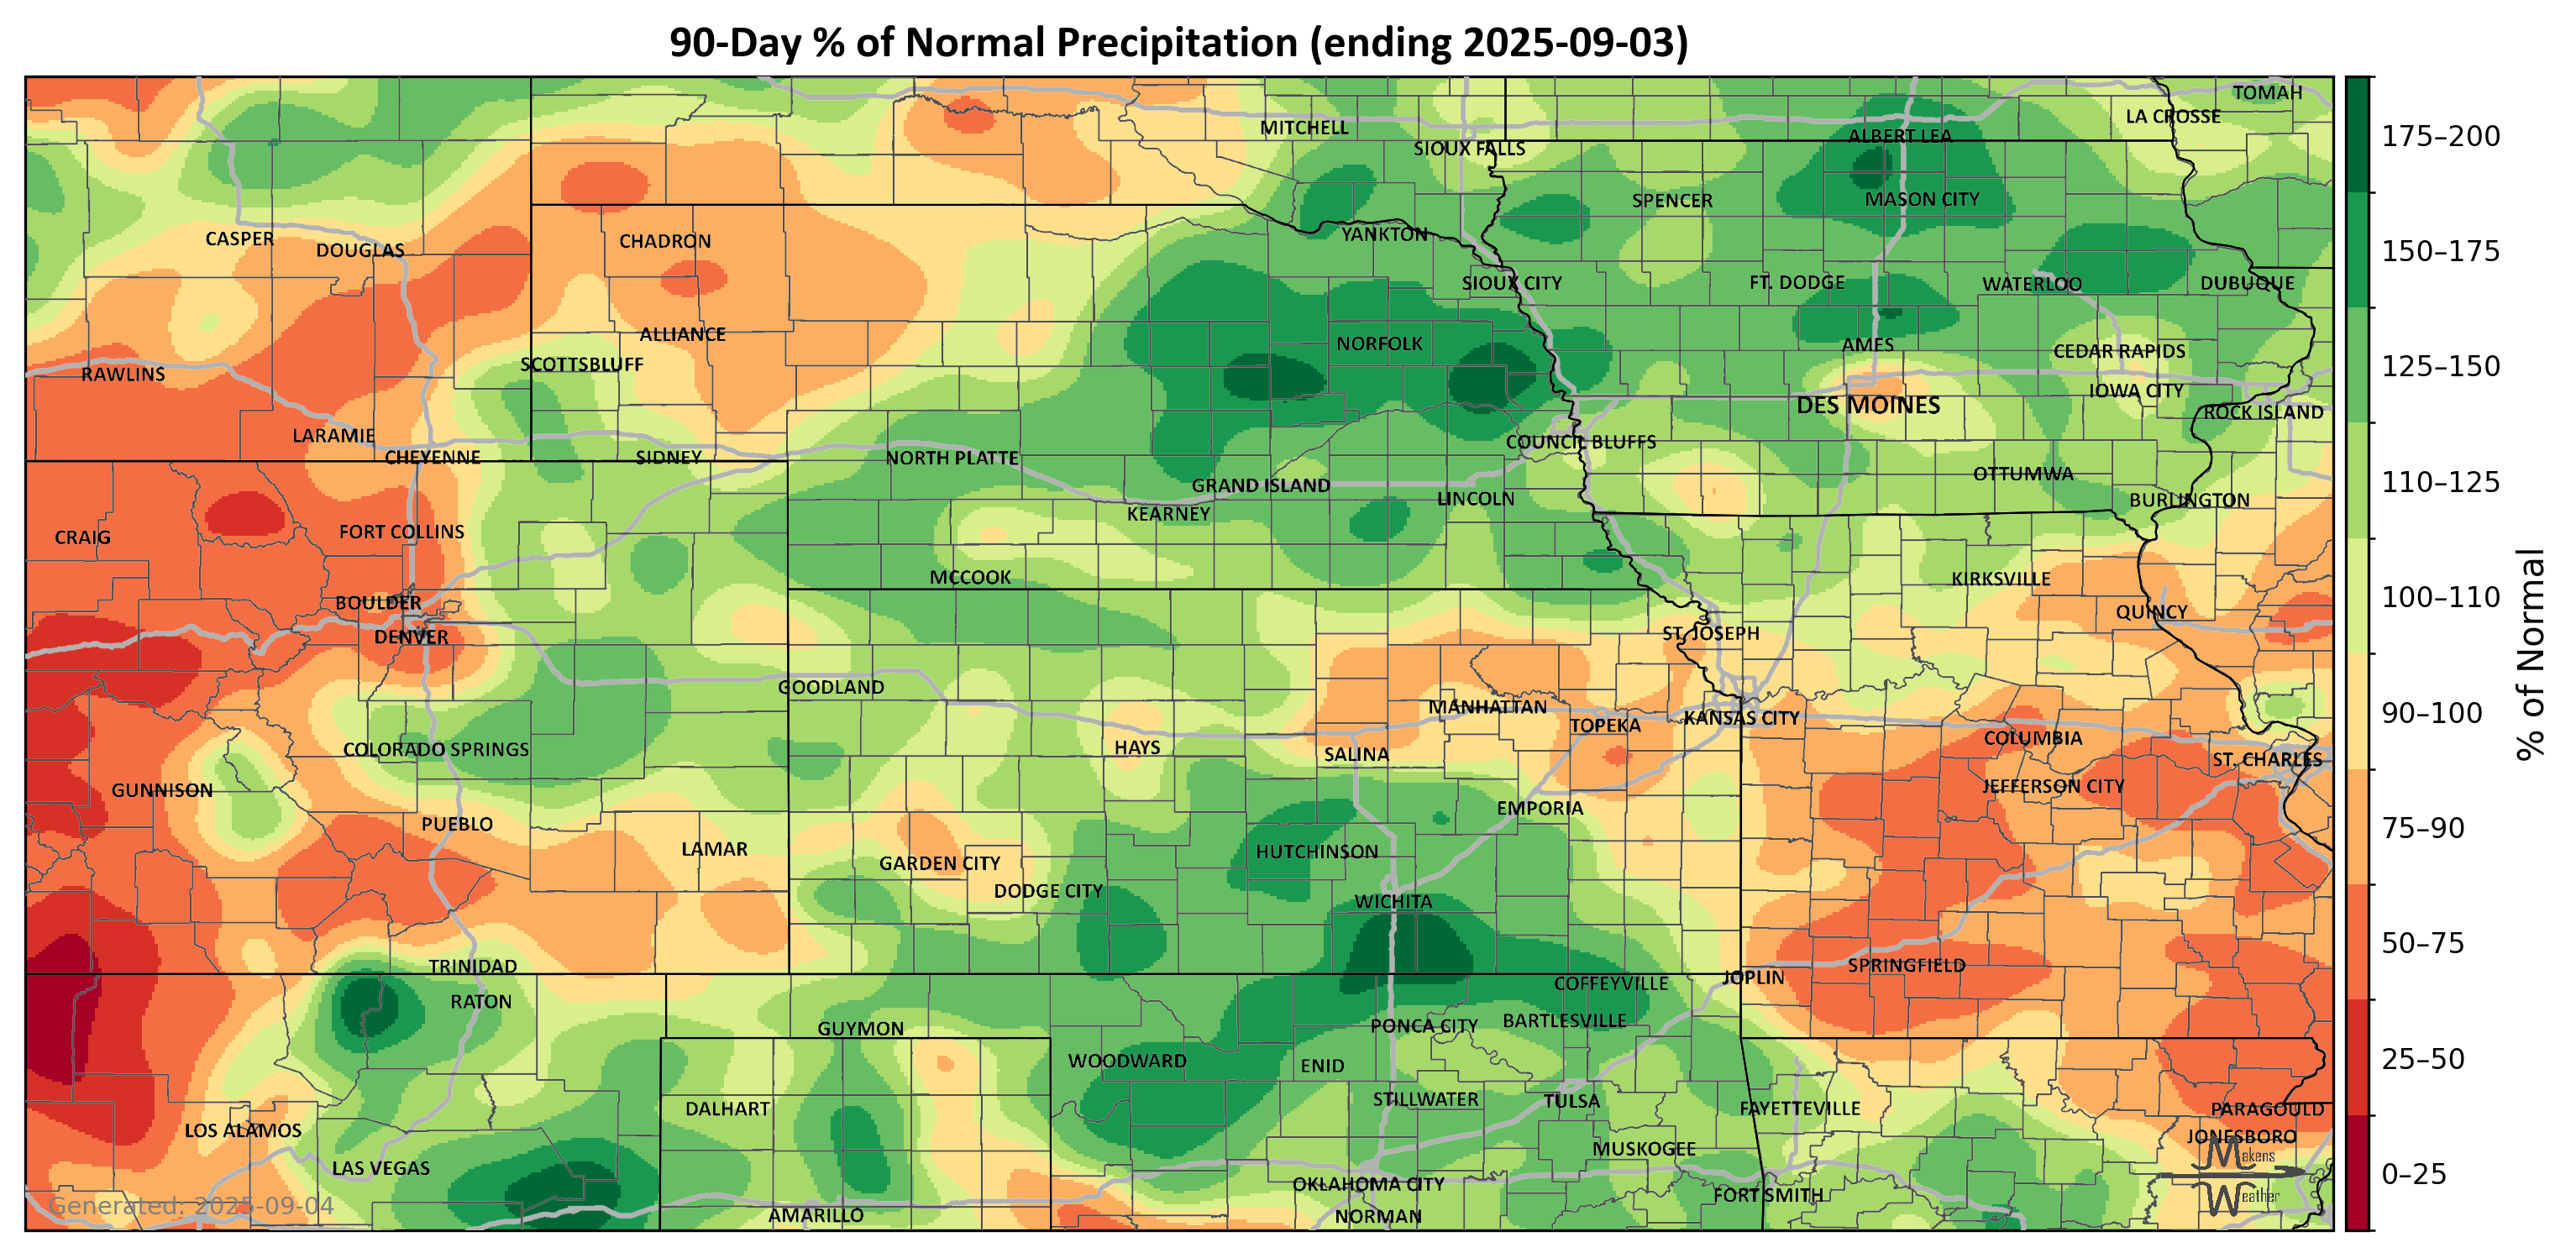 90-Day % of Normal Precipitation (ending 2025-09-03)
TOMAH
LA CROSSE
MITCHELL
ALBERT LEA
SIOUX FALLS
SPENCER
MASON CITY
CASPER
DOUGLAS
CHADRON
YANKTON
SIOUX CITY
FT. DODGE
WATERLOO
DUBUQUE
ALLIANCE
NORFOLK
AMES
CEDAR RAPIDS
SCOTTSBLUFF
RAWLINS
IOWA CITY
DES MOINES
ROCK ISLAND
LARAMIE
COUNCIL BLUFFS
CHEYENNE
SIDNEY
NORTH PLATTE
OTTUMWA
GRAND ISLAND
LINCOLN
BURLINGTON
KEARNEY
CRAIG
FORT COLLINS
MCCOOK
KIRKSVILLE
BOULDER
QUINCY
DENVER
ST. JOSEPH
GOODLAND
MANHATTAN
TOPEKA
KANSAS CITY
COLORADO SPRINGS
HAYS
SALINA
COLUMBIA
ST. CHARLES
GUNNISON
JEFFERSON CITY
EMPORIA
PUEBLO
LAMAR
GARDEN CITY
HUTCHINSON
DODGE CITY
WICHITA
TRINIDAD
SPRINGFIELD
JOPLIN
COFFEYVILLE
RATON
GUYMON
PONCA CITY
BARTLESVILLE
WOODWARD
ENID
DALHART
STILLWATER
TULSA
FAYETTEVILLE
PARAGOULD
LOS ALAMOS
JONESBORO
MUSKOGEE
LAS VEGAS
OKLAHOMA CITY
FORT SMITH
AMARILLO
NORMAN
Generated: 2025-09-04
Makens
Weather
175–200
150–175
125–150
110–125
100–110
90–100
75–90
50–75
25–50
0–25
% of Normal